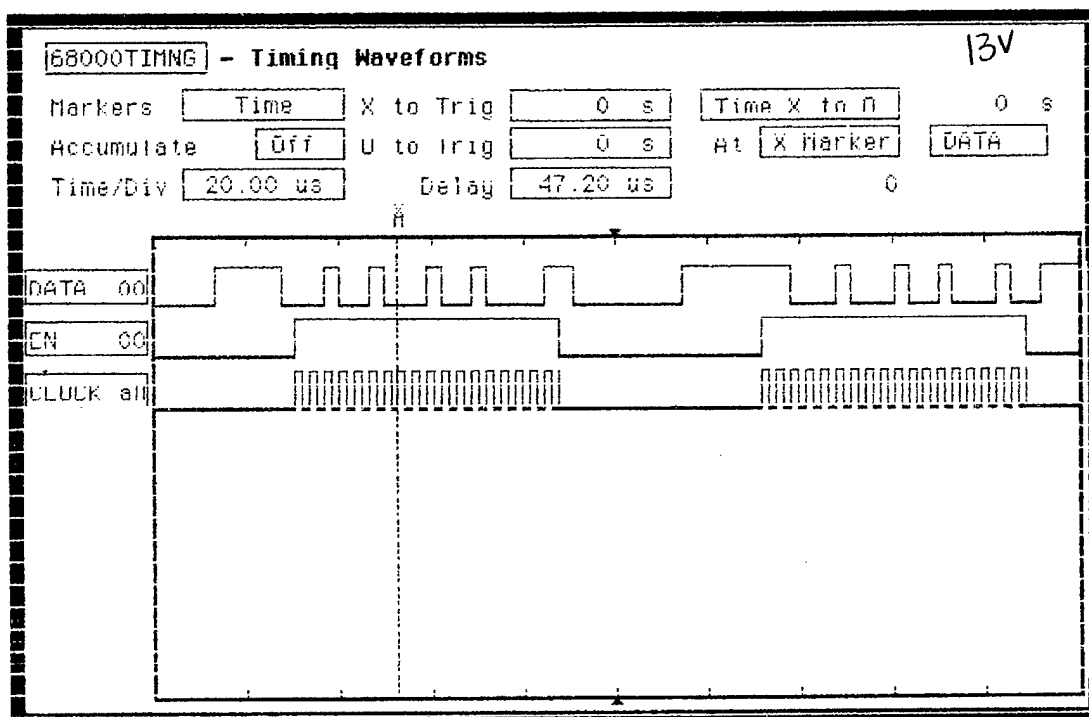 13V
68000TIMNG - Timing Waveforms
Markers Time X to Trig 0 s Time X to O 0 s
Accumulate Off O to Trig 0 s At X Marker DATA
Time/Div 20.00 us Delay 47.20 us 0
DATA 00
EN 00
CLOCK all